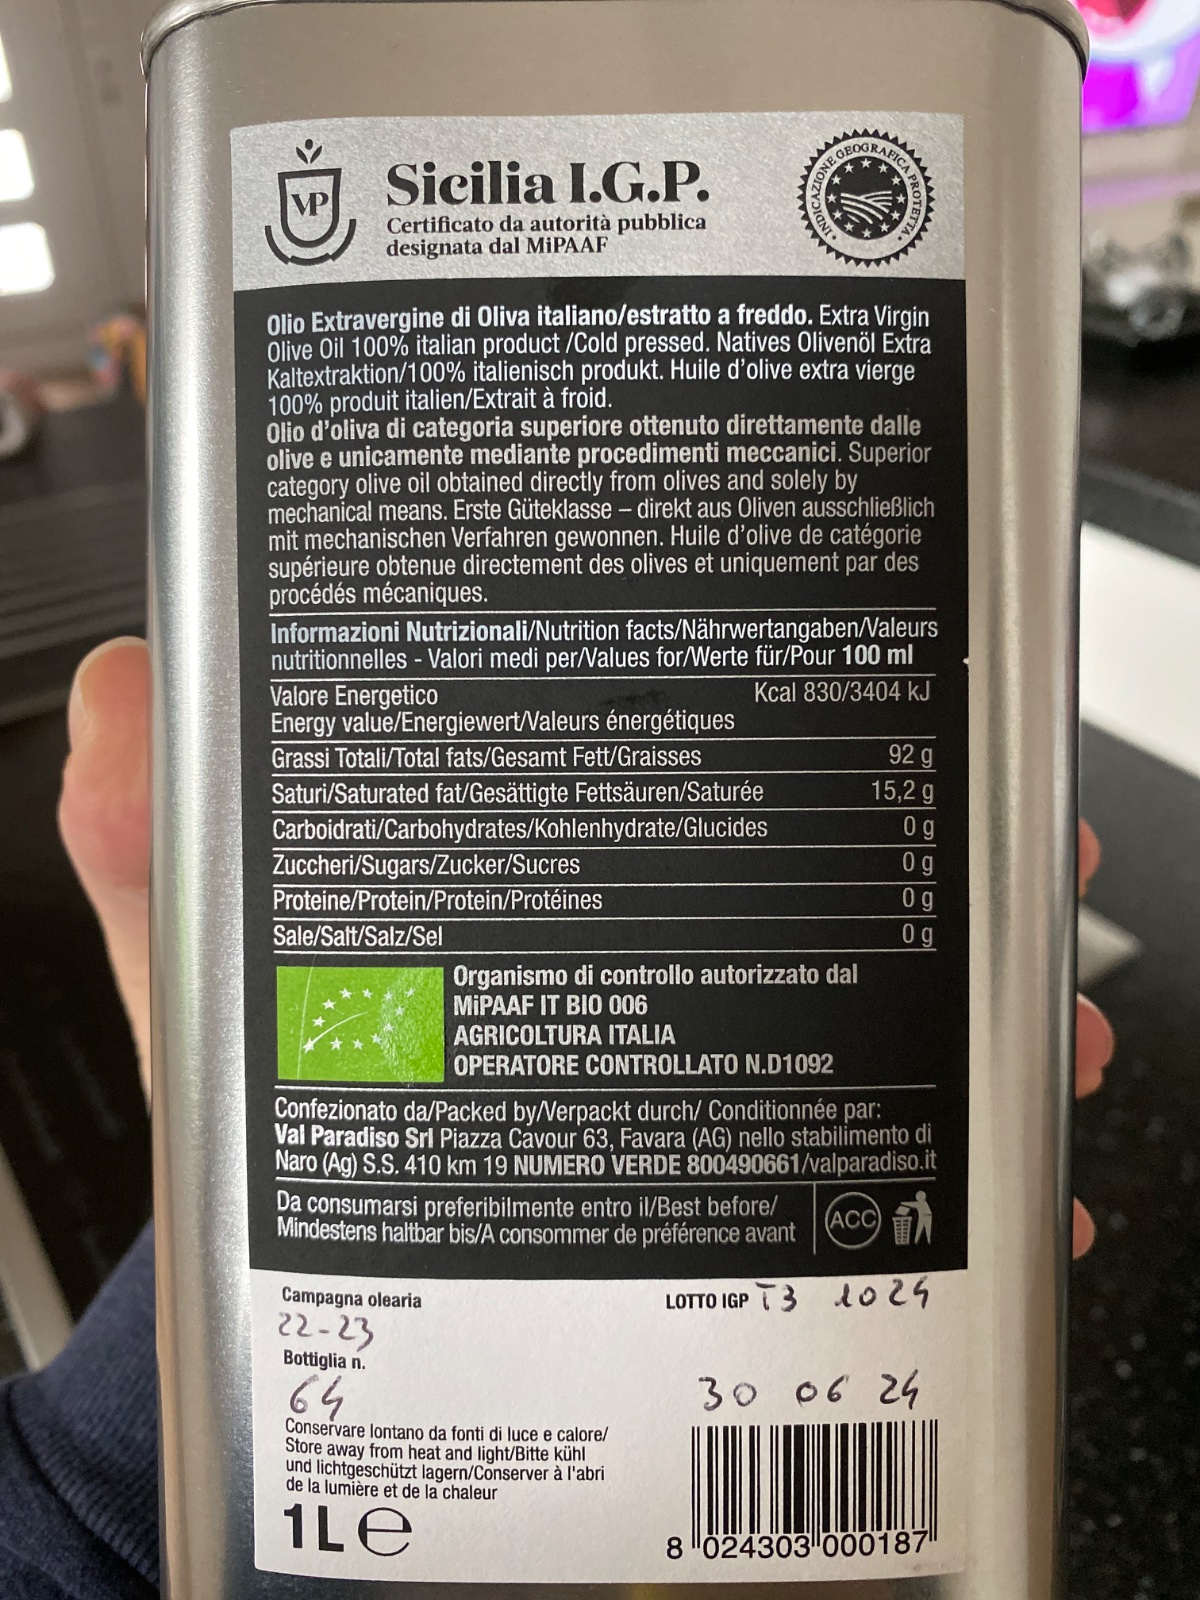 VP
Sicilia I.G.P.
Certificato da autorità pubblica
designata dal MiPAAF
INDICAZIONE GEOGRAFICA PROTETTA
Olio Extravergine di Oliva italiano/estratto a freddo. Extra Virgin
Olive Oil 100% italian product /Cold pressed. Natives Olivenöl Extra
Kaltextraktion/100% italienisch produkt. Huile d'olive extra vierge
100% produit italien/Extrait à froid.
Olio d'oliva di categoria superiore ottenuto direttamente dalle
olive e unicamente mediante procedimenti meccanici. Superior
category olive oil obtained directly from olives and solely by
mechanical means. Erste Güteklasse – direkt aus Oliven ausschließlich
mit mechanischen Verfahren gewonnen. Huile d'olive de catégorie
supérieure obtenue directement des olives et uniquement par des
procédés mécaniques.
Informazioni Nutrizionali/Nutrition facts/Nährwertangaben/Valeurs
nutritionnelles - Valori medi per/Values for/Werte für/Pour 100 ml
Valore Energetico Kcal 830/3404 kJ
Energy value/Energiewert/Valeurs énergétiques
Grassi Totali/Total fats/Gesamt Fett/Graisses 92 g
Saturi/Saturated fat/Gesättigte Fettsäuren/Saturée 15,2 g
Carboidrati/Carbohydrates/Kohlenhydrate/Glucides 0 g
Zuccheri/Sugars/Zucker/Sucres 0 g
Proteine/Protein/Protein/Protéines 0 g
Sale/Salt/Salz/Sel 0 g
Organismo di controllo autorizzato dal
MiPAAF IT BIO 006
AGRICOLTURA ITALIA
OPERATORE CONTROLLATO N.D1092
Confezionato da/Packed by/Verpackt durch/ Conditionnée par:
Val Paradiso Srl Piazza Cavour 63, Favara (AG) nello stabilimento di
Naro (Ag) S.S. 410 km 19 NUMERO VERDE 800490661/valparadiso.it
Da consumarsi preferibilmente entro il/Best before/
Mindestens haltbar bis/A consommer de préférence avant
ACC
Campagna olearia
22-23
LOTTO IGP T3 1024
Bottiglia n.
64
30 06 24
Conservare lontano da fonti di luce e calore/
Store away from heat and light/Bitte kühl
und lichtgeschützt lagern/Conserver à l'abri
de la lumière et de la chaleur
1L e
8 024303 000187